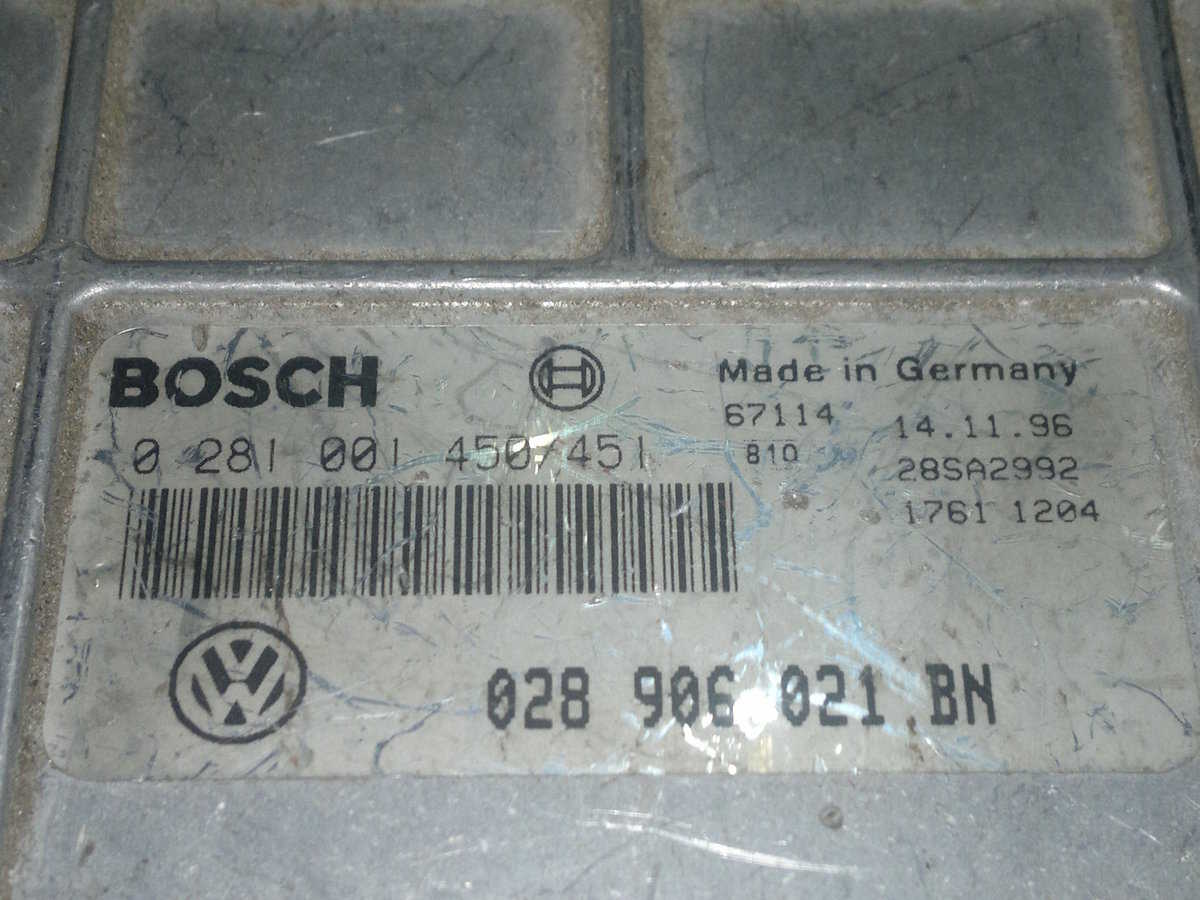 BOSCH
Made in Germany
0 281 001 450/451
67114 14.11.96
810 28SA2992
1761 1204
028 906 021 BN